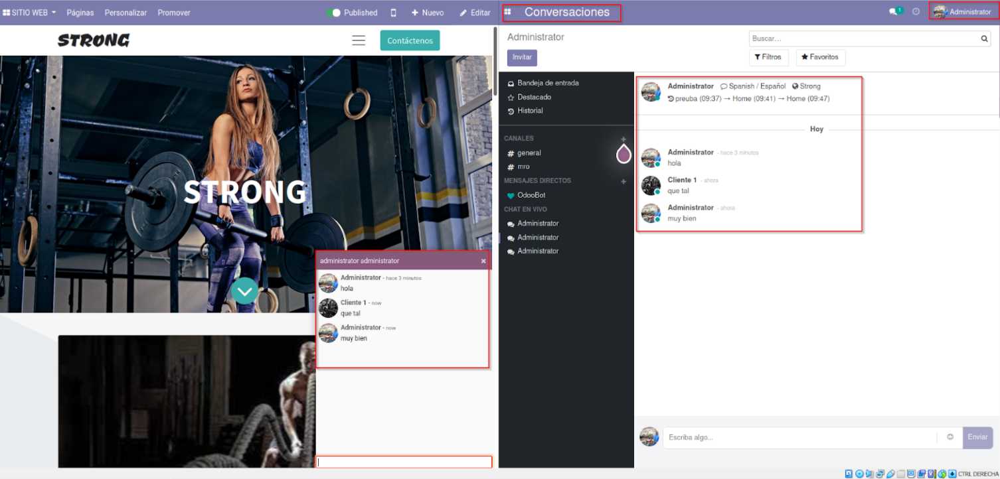 SITIO WEB Páginas Personalizar Promover Published Nuevo Editar
STRONG Contáctenos
STRONG
administrator administrator
Administrator - hace 3 minutos
hola
Cliente 1 - now
que tal
Administrator - now
muy bien
Conversaciones 1 Administrator
Administrator Buscar...
Invitar Filtros Favoritos
Bandeja de entrada
Destacado
Historial
CANALES
# general
# mro
MENSAJES DIRECTOS
OdooBot
CHAT EN VIVO
Administrator
Administrator
Administrator
Administrator Spanish / Español Strong
preuba (09:37) → Home (09:41) → Home (09:47)
Hoy
Administrator - hace 3 minutos
hola
Cliente 1 - ahora
que tal
Administrator - ahora
muy bien
Escriba algo... Enviar
CTRL DERECHA